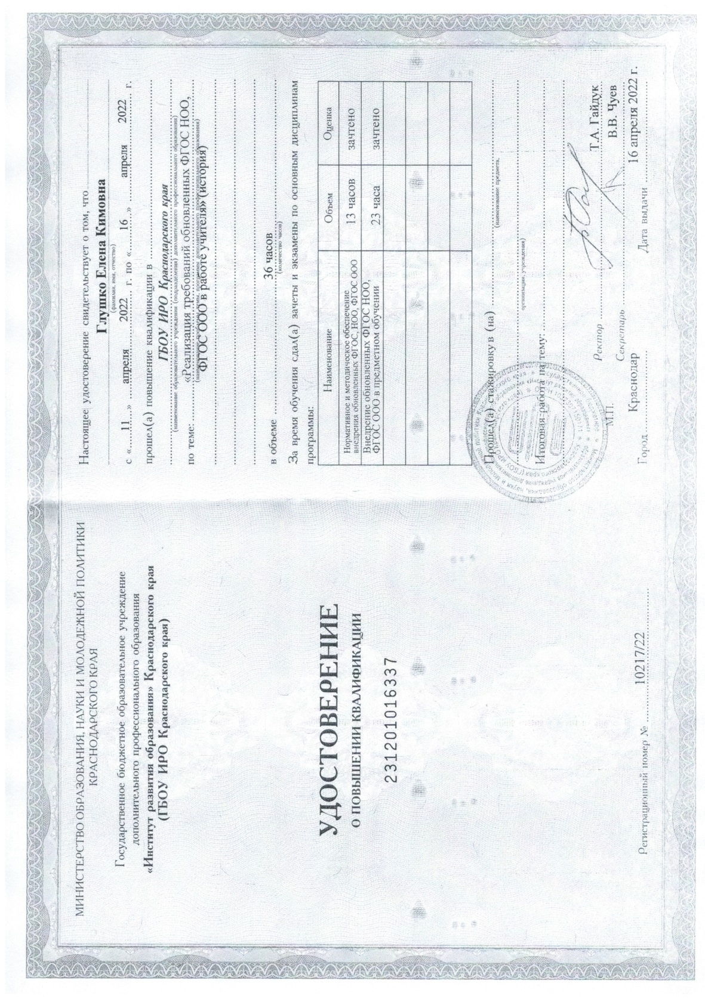 МИНИСТЕРСТВО ОБРАЗОВАНИЯ, НАУКИ И МОЛОДЕЖНОЙ ПОЛИТИКИ
КРАСНОДАРСКОГО КРАЯ
Государственное бюджетное образовательное учреждение
дополнительного профессионального образования
«Институт развития образования» Краснодарского края
(ГБОУ ИРО Краснодарского края)
УДОСТОВЕРЕНИЕ
О ПОВЫШЕНИИ КВАЛИФИКАЦИИ
231201016337
Регистрационный номер № 10217/22
Настоящее удостоверение свидетельствует о том, что
Глушко Елена Кимовна
(фамилия, имя, отчество)
с « 11 » апреля 2022 г. по « 16 » апреля 2022 г.
прошел(а) повышение квалификации в
ГБОУ ИРО Краснодарского края
(наименование образовательного учреждения (подразделения) дополнительного профессионального образования)
по теме: «Реализация требований обновленных ФГОС НОО,
ФГОС ООО в работе учителя» (история)
в объеме 36 часов
(количество часов)
За время обучения сдал(а) зачеты и экзамены по основным дисциплинам
программы:
Наименование Объем Оценка
Нормативное и методическое обеспечение
внедрения обновленных ФГОС, НОО, ФГОС ООО 13 часов зачтено
Внедрение обновленных ФГОС НОО,
ФГОС ООО в предметном обучении 23 часа зачтено
Прошел(а) стажировку в (на)
(наименование предмета,
организации, учреждения)
Итоговая работа на тему:
Ректор Т.А. Гайдук
Секретарь В.В. Чуев
М.П.
Город Краснодар Дата выдачи 16 апреля 2022 г.